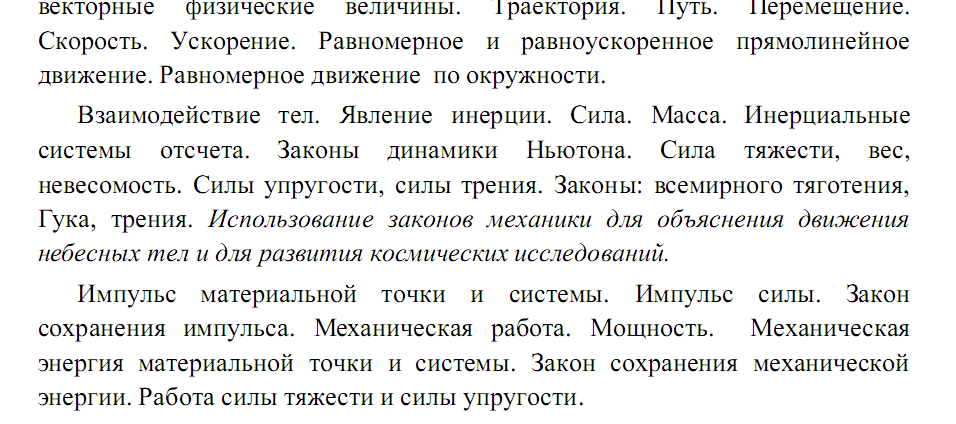 векторные физические величины. Траектория. Путь. Перемещение.
Скорость. Ускорение. Равномерное и равноускоренное прямолинейное
движение. Равномерное движение по окружности.
Взаимодействие тел. Явление инерции. Сила. Масса. Инерциальные
системы отсчета. Законы динамики Ньютона. Сила тяжести, вес,
невесомость. Силы упругости, силы трения. Законы: всемирного тяготения,
Гука, трения. Использование законов механики для объяснения движения
небесных тел и для развития космических исследований.
Импульс материальной точки и системы. Импульс силы. Закон
сохранения импульса. Механическая работа. Мощность. Механическая
энергия материальной точки и системы. Закон сохранения механической
энергии. Работа силы тяжести и силы упругости.